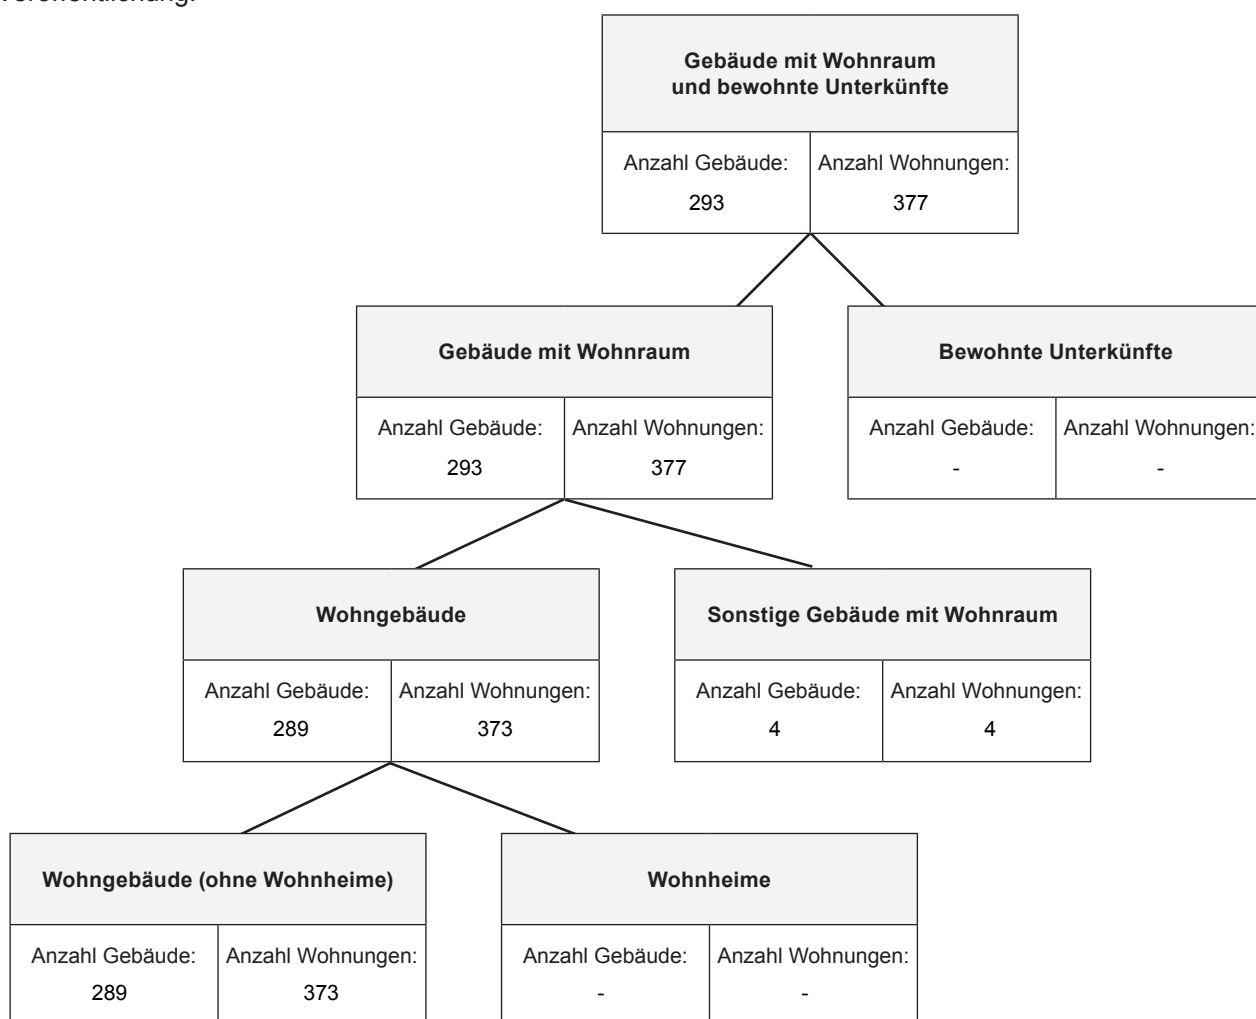 Veröffentlichung.
Gebäude mit Wohnraum
und bewohnte Unterkünfte
Anzahl Gebäude: Anzahl Wohnungen:
293 377
Gebäude mit Wohnraum Bewohnte Unterkünfte
Anzahl Gebäude: Anzahl Wohnungen: Anzahl Gebäude: Anzahl Wohnungen:
293 377 - -
Wohngebäude Sonstige Gebäude mit Wohnraum
Anzahl Gebäude: Anzahl Wohnungen: Anzahl Gebäude: Anzahl Wohnungen:
289 373 4 4
Wohngebäude (ohne Wohnheime) Wohnheime
Anzahl Gebäude: Anzahl Wohnungen: Anzahl Gebäude: Anzahl Wohnungen:
289 373 - -